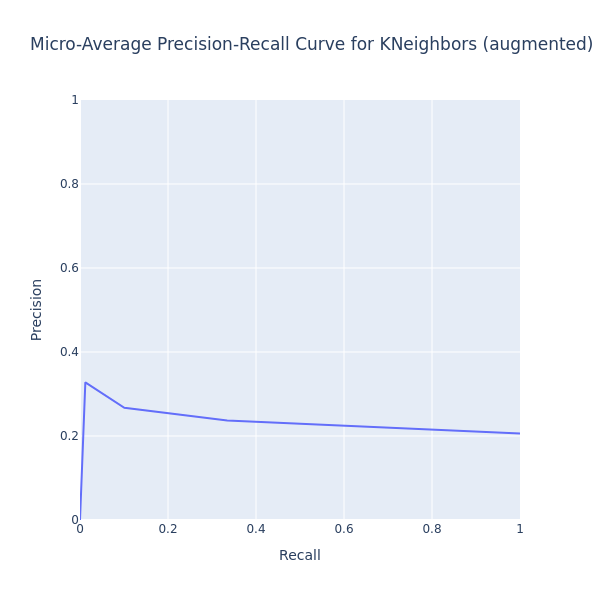 Micro-Average Precision-Recall Curve for KNeighbors (augmented)
1
0.8
0.6
0.4
0.2
0
Precision
0 0.2 0.4 0.6 0.8 1
Recall